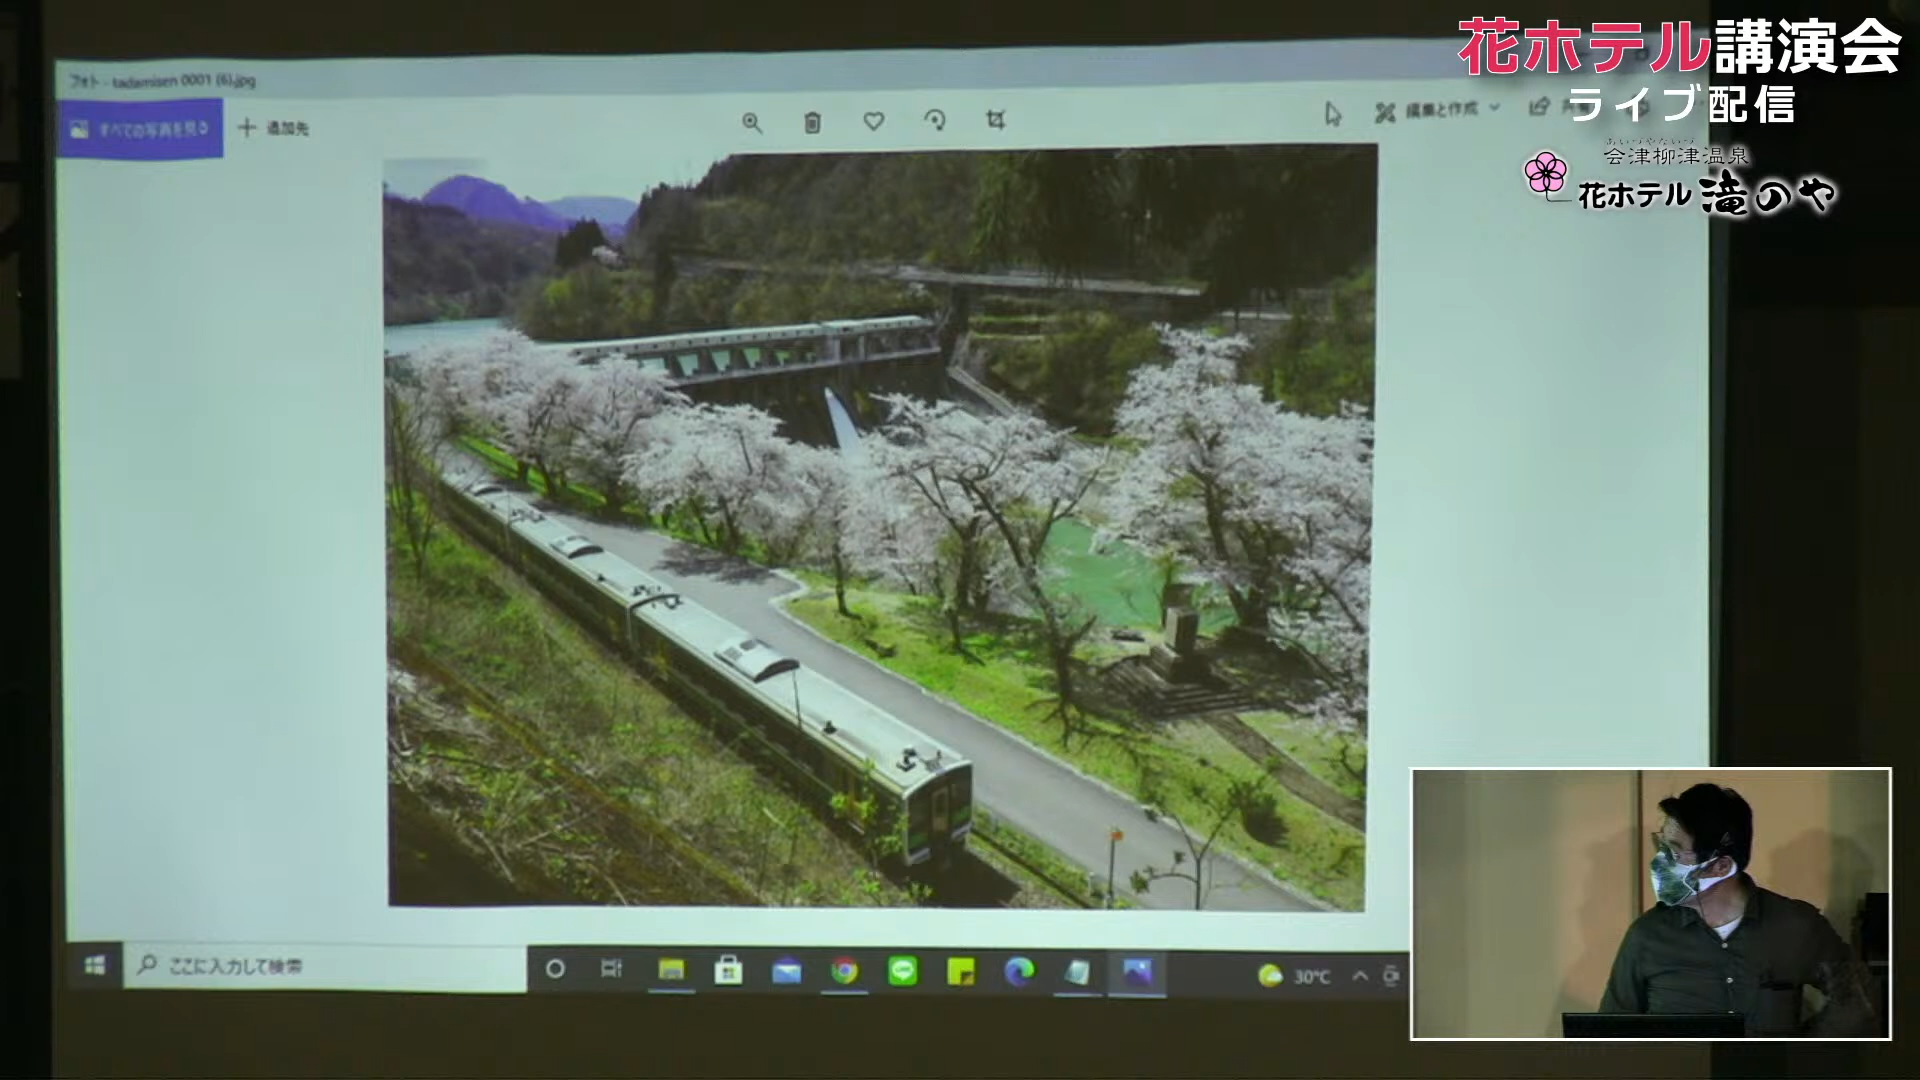 花ホテル講演会
ライブ配信
あいづやないづ
会津柳津温泉
花ホテル 滝のや
フォト - tadamisen 0001 (6).jpg
すべての写真を見る
追加先
編集と作成
ここに入力して検索
30°C